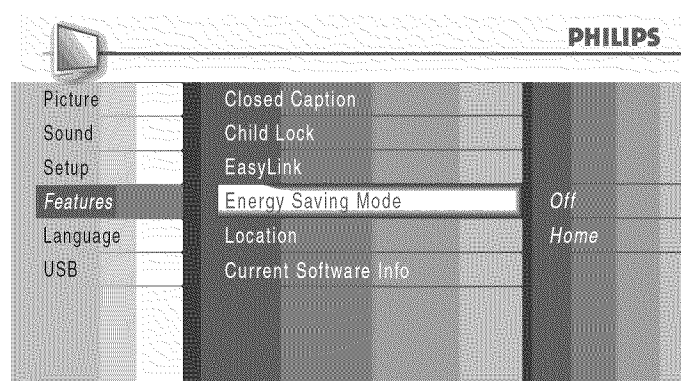 PHILIPS
Picture
Closed Caption
Sound
Child Lock
Setup
EasyLink
Features
Energy Saving Mode
Off
Language
Location
Home
USB
Current Software Info